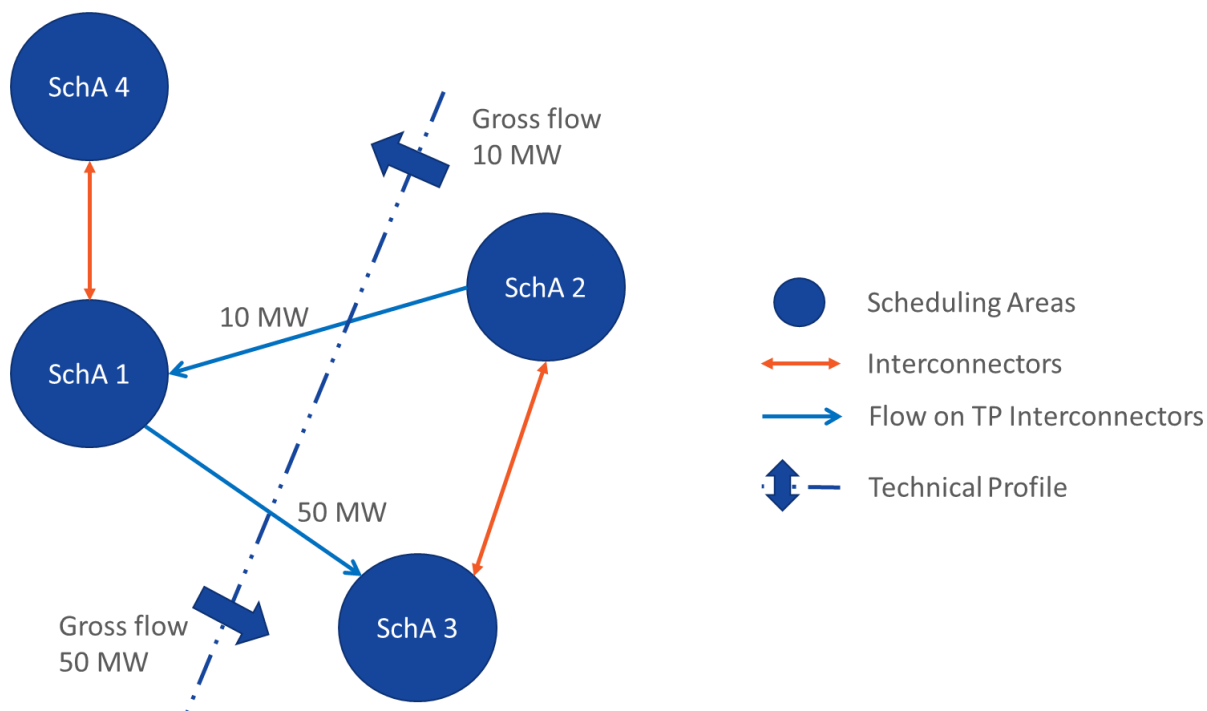 SchA 4
Gross flow
10 MW
SchA 2
10 MW
SchA 1
50 MW
Gross flow
50 MW
SchA 3
Scheduling Areas
Interconnectors
Flow on TP Interconnectors
Technical Profile